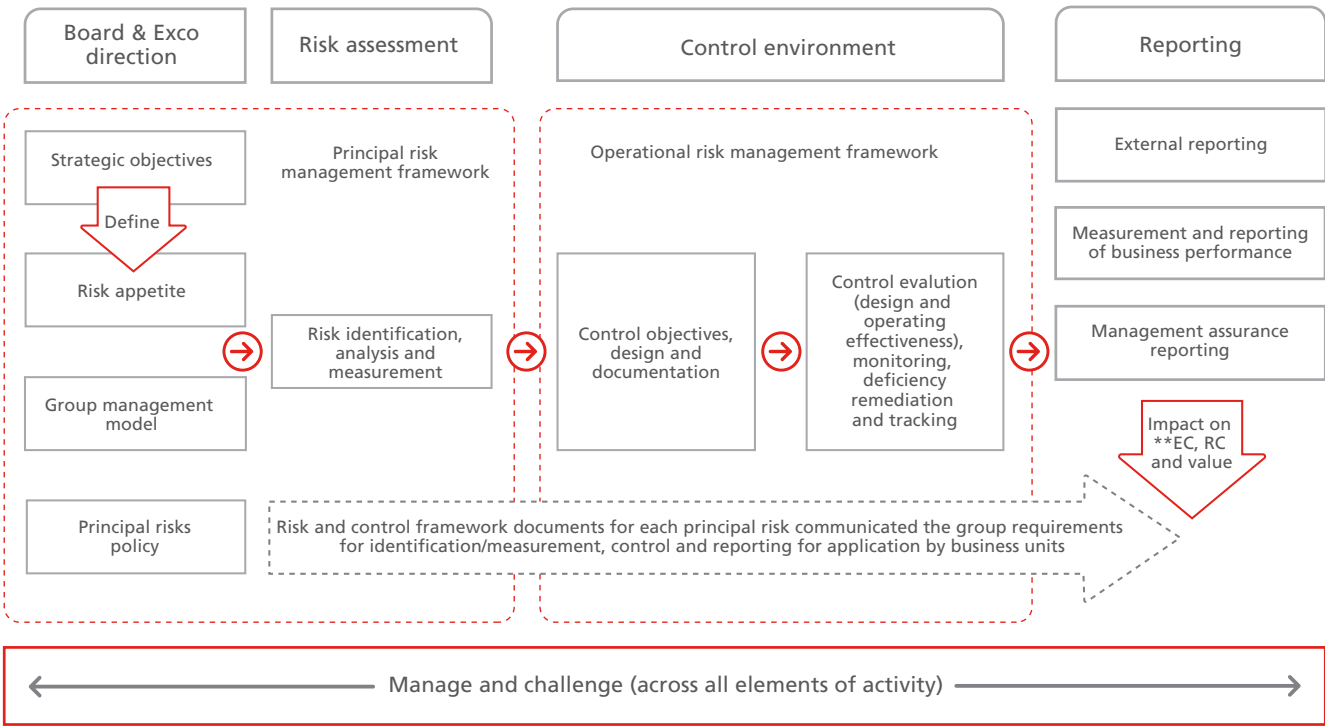 Board & Exco
direction
Risk assessment
Control environment
Reporting
Strategic objectives
Define
Risk appetite
Group management
model
Principal risks
policy
Principal risk
management framework
Risk identification,
analysis and
measurement
Operational risk management framework
Control objectives,
design and
documentation
Control evalution
(design and
operating
effectiveness),
monitoring,
deficiency
remediation
and tracking
External reporting
Measurement and reporting
of business performance
Management assurance
reporting
Impact on
**EC, RC
and value
Risk and control framework documents for each principal risk communicated the group requirements
for identification/measurement, control and reporting for application by business units
Manage and challenge (across all elements of activity)